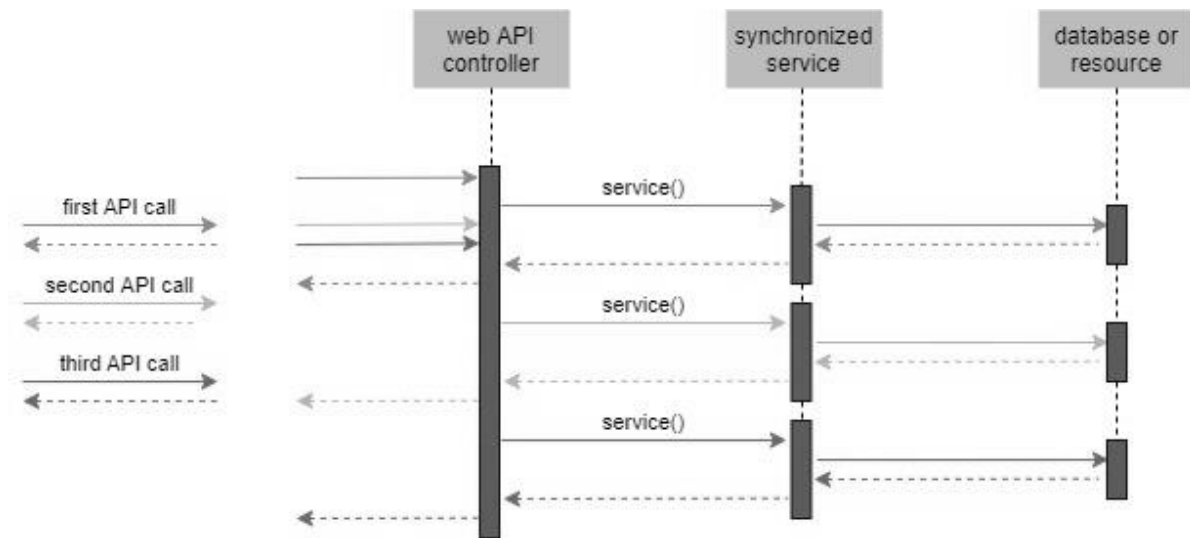 web API
controller
synchronized
service
database or
resource
first API call
second API call
third API call
service()
service()
service()